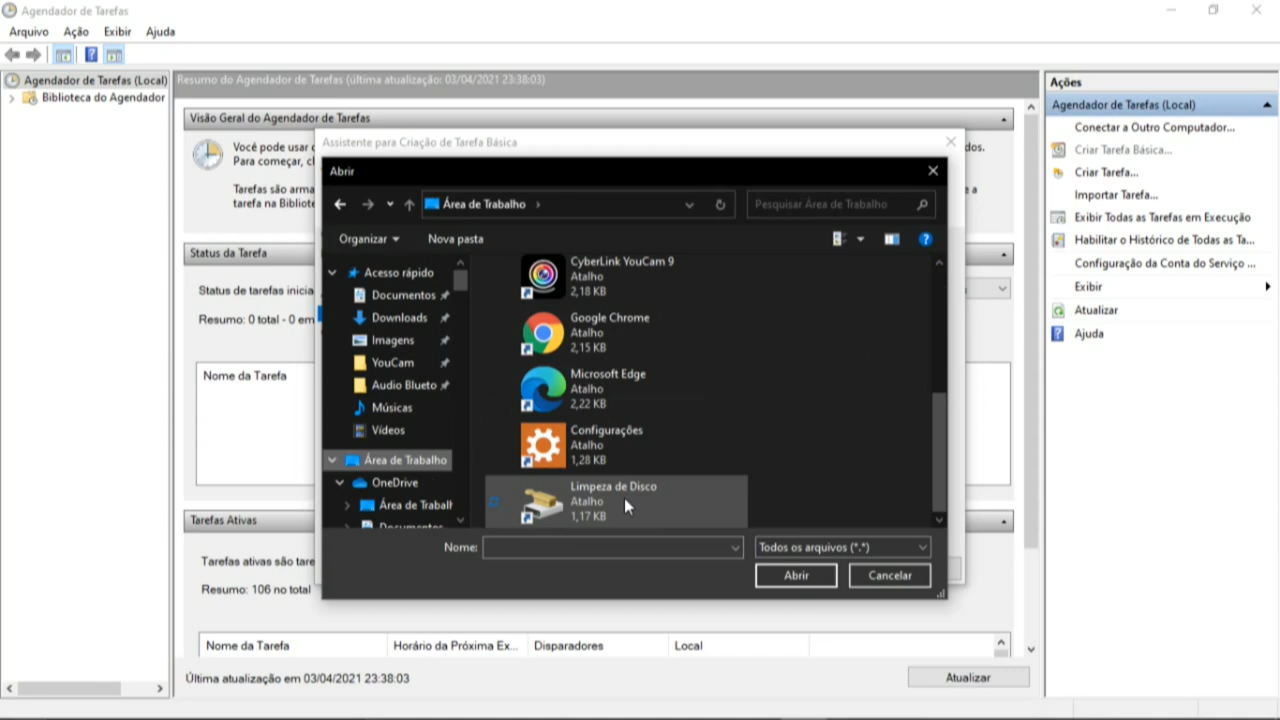 Agendador de Tarefas
Arquivo Ação Exibir Ajuda
Agendador de Tarefas (Local)
Biblioteca do Agendador
Resumo do Agendador de Tarefas (última atualização: 03/04/2021 23:38:03)
Visão Geral do Agendador de Tarefas
Você pode usar
Para começar, cl
Tarefas são arma
tarefa na Bibliote
dos.
e a
Status da Tarefa
Status de tarefas inicia
Resumo: 0 total - 0 em
Nome da Tarefa
Tarefas Ativas
Tarefas ativas são tare
Resumo: 106 no total
Nome da Tarefa Horário da Próxima Ex... Disparadores Local
Última atualização em 03/04/2021 23:38:03
Atualizar
Assistente para Criação de Tarefa Básica
Abrir
Área de Trabalho
Pesquisar Área de Trabalho
Organizar Nova pasta
Acesso rápido
Documentos
Downloads
Imagens
YouCam
Audio Blueto
Músicas
Vídeos
Área de Trabalho
OneDrive
Área de Trabalh
Documentos
CyberLink YouCam 9
Atalho
2,18 KB
Google Chrome
Atalho
2,15 KB
Microsoft Edge
Atalho
2,22 KB
Configurações
Atalho
1,28 KB
Limpeza de Disco
Atalho
1,17 KB
Nome:
Todos os arquivos (*.*)
Abrir Cancelar
Ações
Agendador de Tarefas (Local)
Conectar a Outro Computador...
Criar Tarefa Básica...
Criar Tarefa...
Importar Tarefa...
Exibir Todas as Tarefas em Execução
Habilitar o Histórico de Todas as Ta...
Configuração da Conta do Serviço ...
Exibir
Atualizar
Ajuda